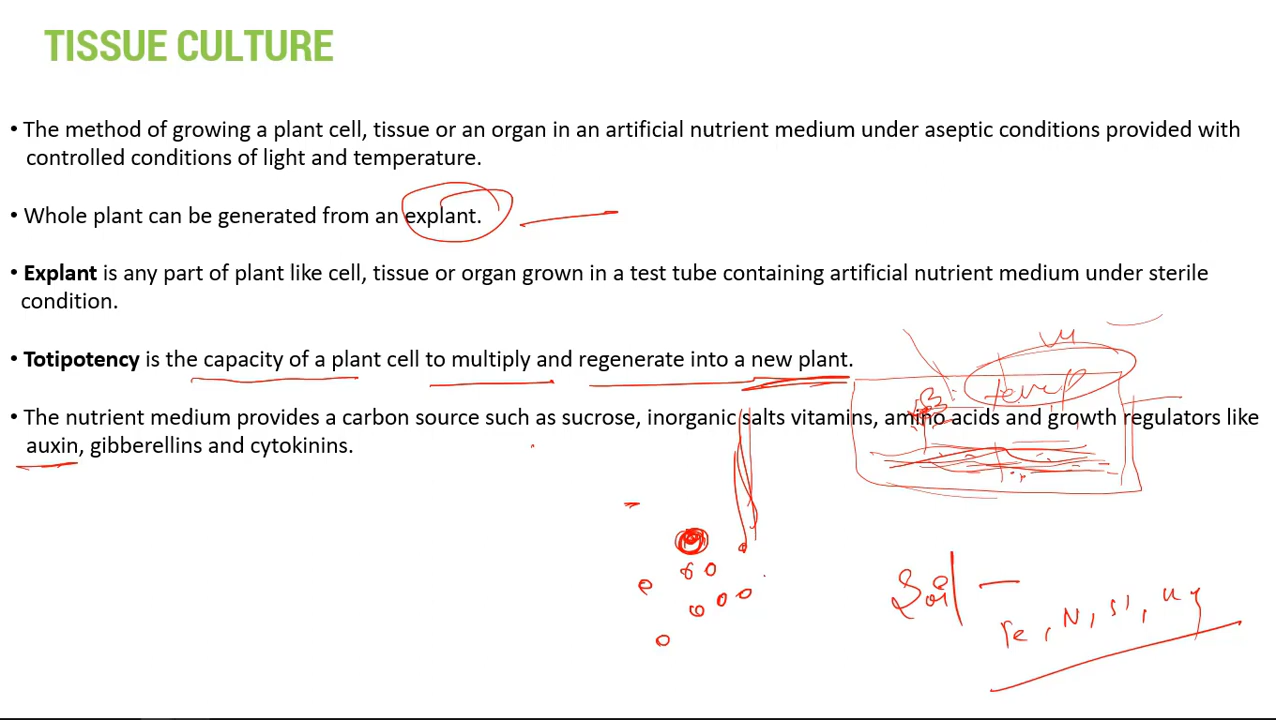 TISSUE CULTURE
• The method of growing a plant cell, tissue or an organ in an artificial nutrient medium under aseptic conditions provided with
controlled conditions of light and temperature.
• Whole plant can be generated from an explant.
• Explant is any part of plant like cell, tissue or organ grown in a test tube containing artificial nutrient medium under sterile
condition.
• Totipotency is the capacity of a plant cell to multiply and regenerate into a new plant.
temp
• The nutrient medium provides a carbon source such as sucrose, inorganic salts vitamins, amino acids and growth regulators like
auxin, gibberellins and cytokinins.
Soil —
Fe, N,